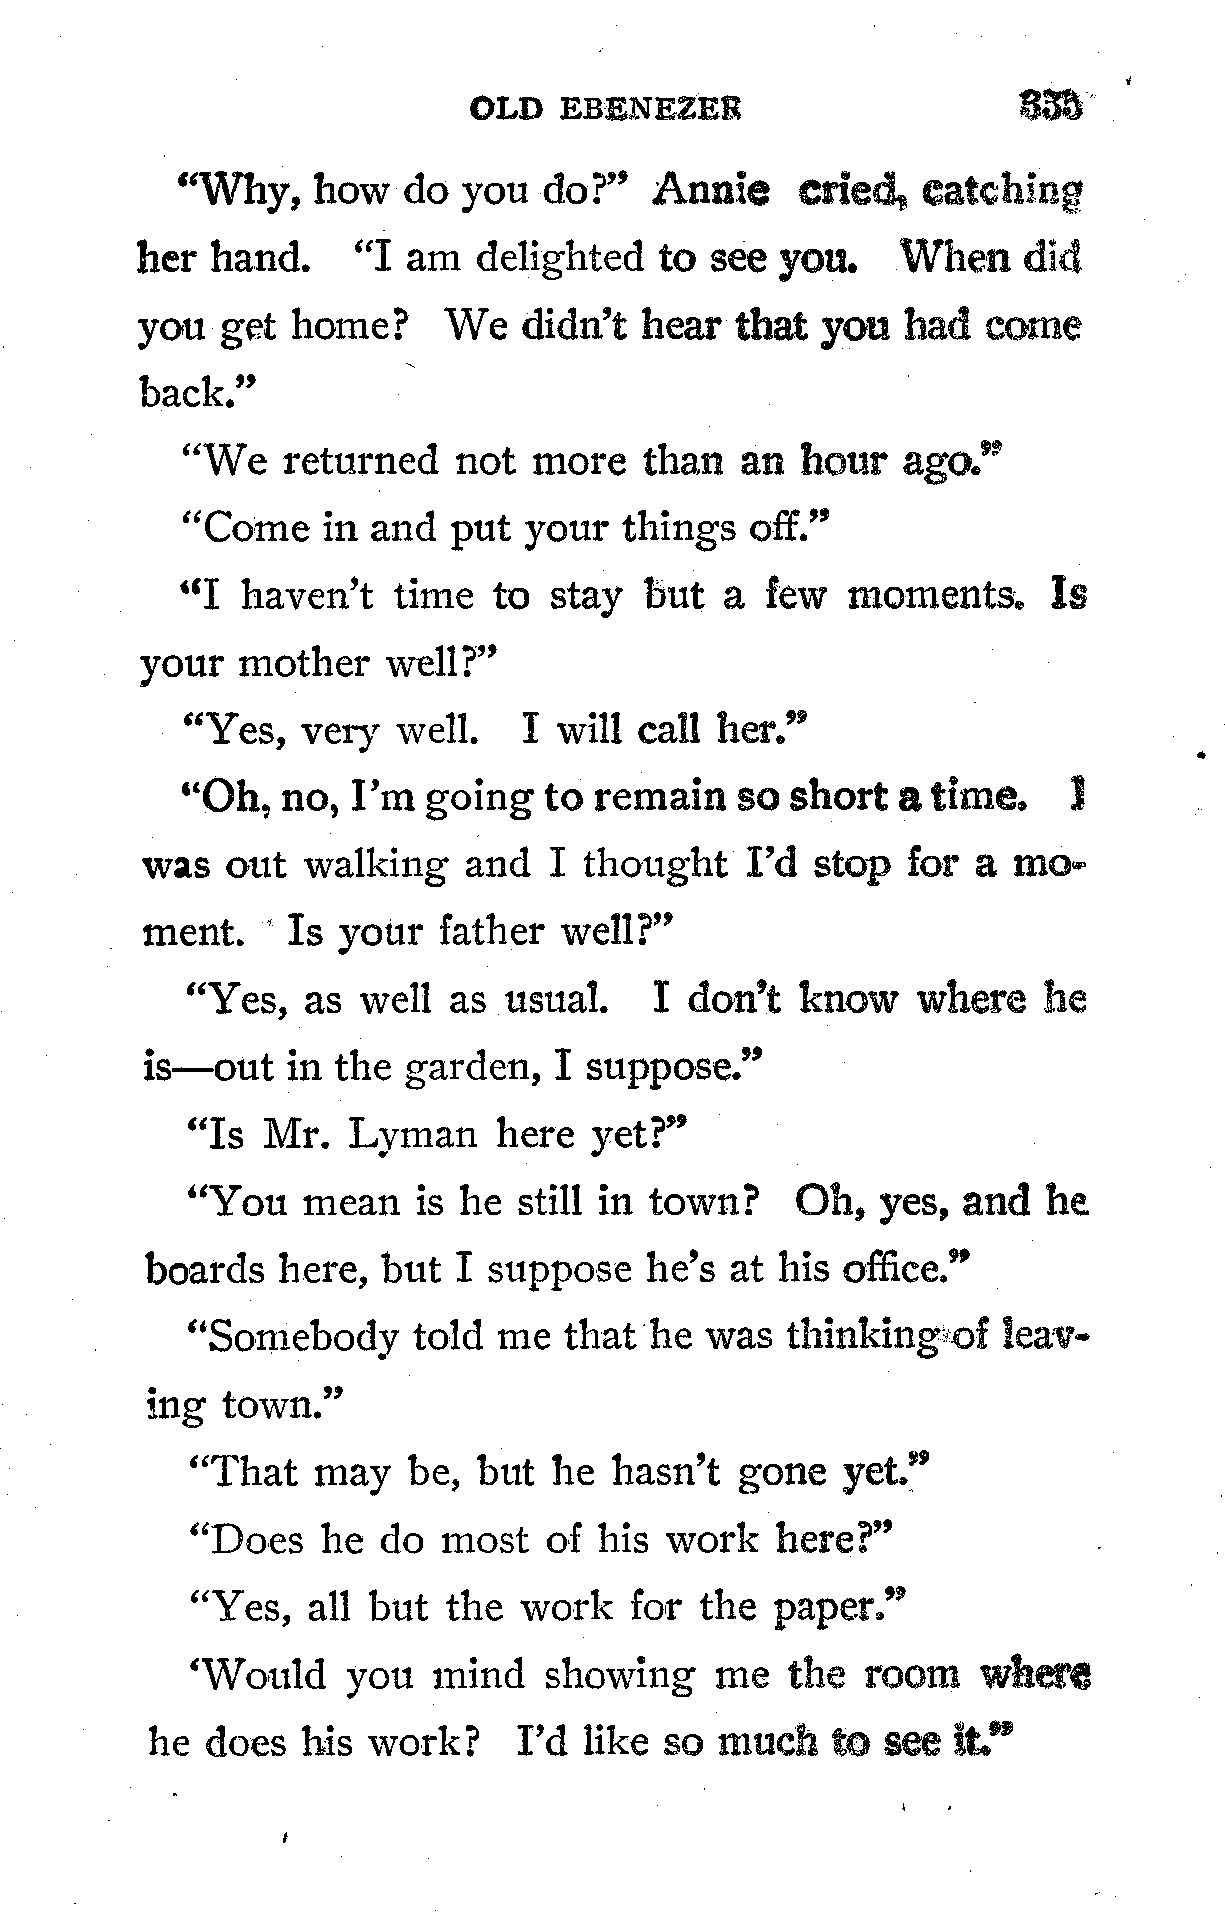 OLD EBENEZER 335
“Why, how do you do?” Annie cried, catching
her hand. “I am delighted to see you. When did
you get home? We didn’t hear that you had come
back.”
“We returned not more than an hour ago.”
“Come in and put your things off.”
“I haven’t time to stay but a few moments. Is
your mother well?”
“Yes, very well. I will call her.”
“Oh, no, I’m going to remain so short a time. I
was out walking and I thought I’d stop for a mo-
ment. Is your father well?”
“Yes, as well as usual. I don’t know where he
is—out in the garden, I suppose.”
“Is Mr. Lyman here yet?”
“You mean is he still in town? Oh, yes, and he
boards here, but I suppose he’s at his office.”
“Somebody told me that he was thinking of leav-
ing town.”
“That may be, but he hasn’t gone yet.”
“Does he do most of his work here?”
“Yes, all but the work for the paper.”
‘Would you mind showing me the room where
he does his work? I’d like so much to see it.”